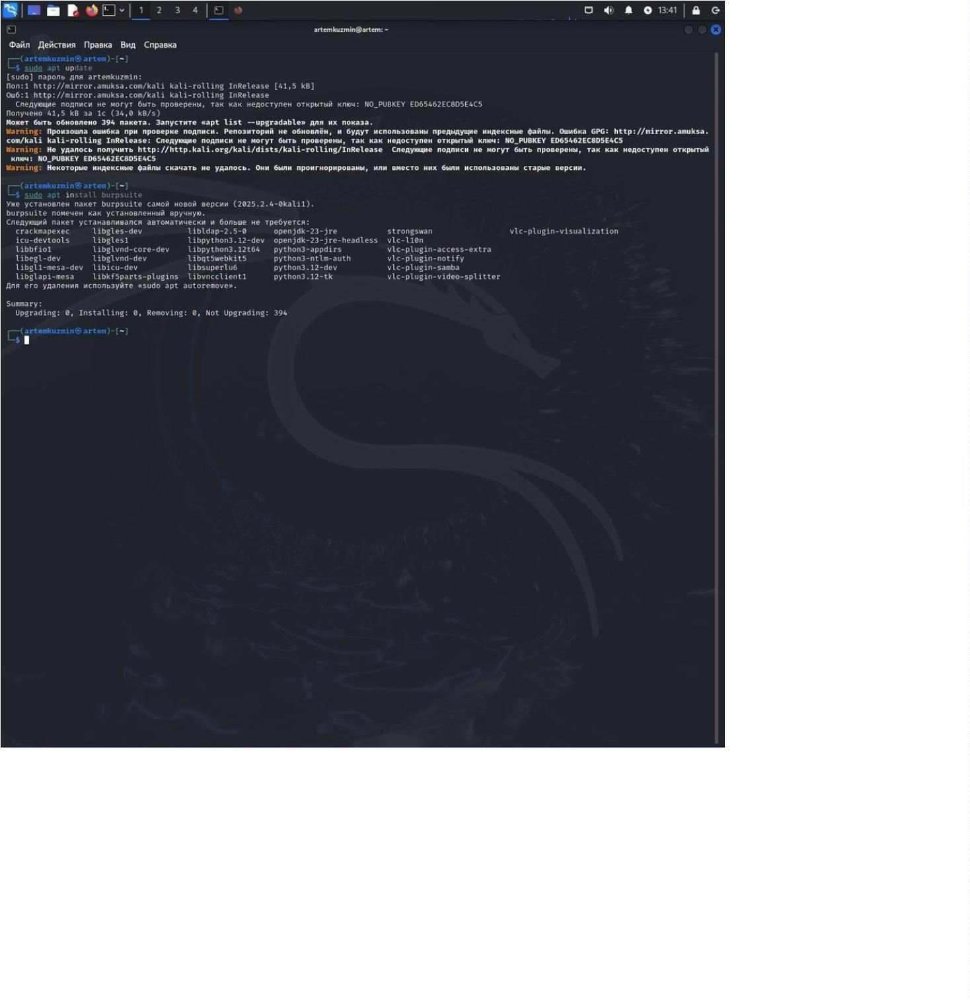 1 2 3 4 13:41
artemkuzmin@artem: ~
Файл Действия Правка Вид Справка
┌──(artemkuzmin㉿artem)-[~]
└─$ sudo apt update
[sudo] пароль для artemkuzmin:
Пол:1 http://mirror.amuksa.com/kali kali-rolling InRelease [41,5 kB]
Ошб:1 http://mirror.amuksa.com/kali kali-rolling InRelease
Следующие подписи не могут быть проверены, так как недоступен открытый ключ: NO_PUBKEY ED65462EC8D5E4C5
Получено 41,5 kB за 1с (34,0 kB/s)
Может быть обновлено 394 пакета. Запустите «apt list --upgradable» для их показа.
Warning: Произошла ошибка при проверке подписи. Репозиторий не обновлён, и будут использованы предыдущие индексные файлы. Ошибка GPG: http://mirror.amuksa.
com/kali kali-rolling InRelease: Следующие подписи не могут быть проверены, так как недоступен открытый ключ: NO_PUBKEY ED65462EC8D5E4C5
Warning: Не удалось получить http://http.kali.org/kali/dists/kali-rolling/InRelease  Следующие подписи не могут быть проверены, так как недоступен открытый
ключ: NO_PUBKEY ED65462EC8D5E4C5
Warning: Некоторые индексные файлы скачать не удалось. Они были проигнорированы, или вместо них были использованы старые версии.
┌──(artemkuzmin㉿artem)-[~]
└─$ sudo apt install burpsuite
Уже установлен пакет burpsuite самой новой версии (2025.2.4-0kali1).
burpsuite помечен как установленный вручную.
Следующий пакет устанавливался автоматически и больше не требуется:
crackmapexec libgles-dev libldap-2.5-0 openjdk-23-jre strongswan vlc-plugin-visualization
icu-devtools libgles1 libpython3.12-dev openjdk-23-jre-headless vlc-l10n
libbfio1 libglvnd-core-dev libpython3.12t64 python3-appdirs vlc-plugin-access-extra
libegl-dev libglvnd-dev libqt5webkit5 python3-ntlm-auth vlc-plugin-notify
libgl1-mesa-dev libicu-dev libsuperlu6 python3.12-dev vlc-plugin-samba
libglapi-mesa libkf5parts-plugins libvncclient1 python3.12-tk vlc-plugin-video-splitter
Для его удаления используйте «sudo apt autoremove».
Summary:
Upgrading: 0, Installing: 0, Removing: 0, Not Upgrading: 394
┌──(artemkuzmin㉿artem)-[~]
└─$